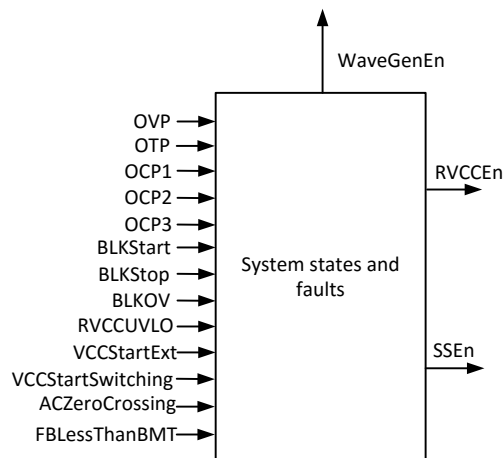 WaveGenEn
OVP
OTP
OCP1
RVCCEn
OCP2
OCP3
BLKStart
System states and
faults
BLKStop
BLKOV
RVCCUVLO
VCCStartExt
SSEn
VCCStartSwitching
ACZeroCrossing
FBLessThanBMT